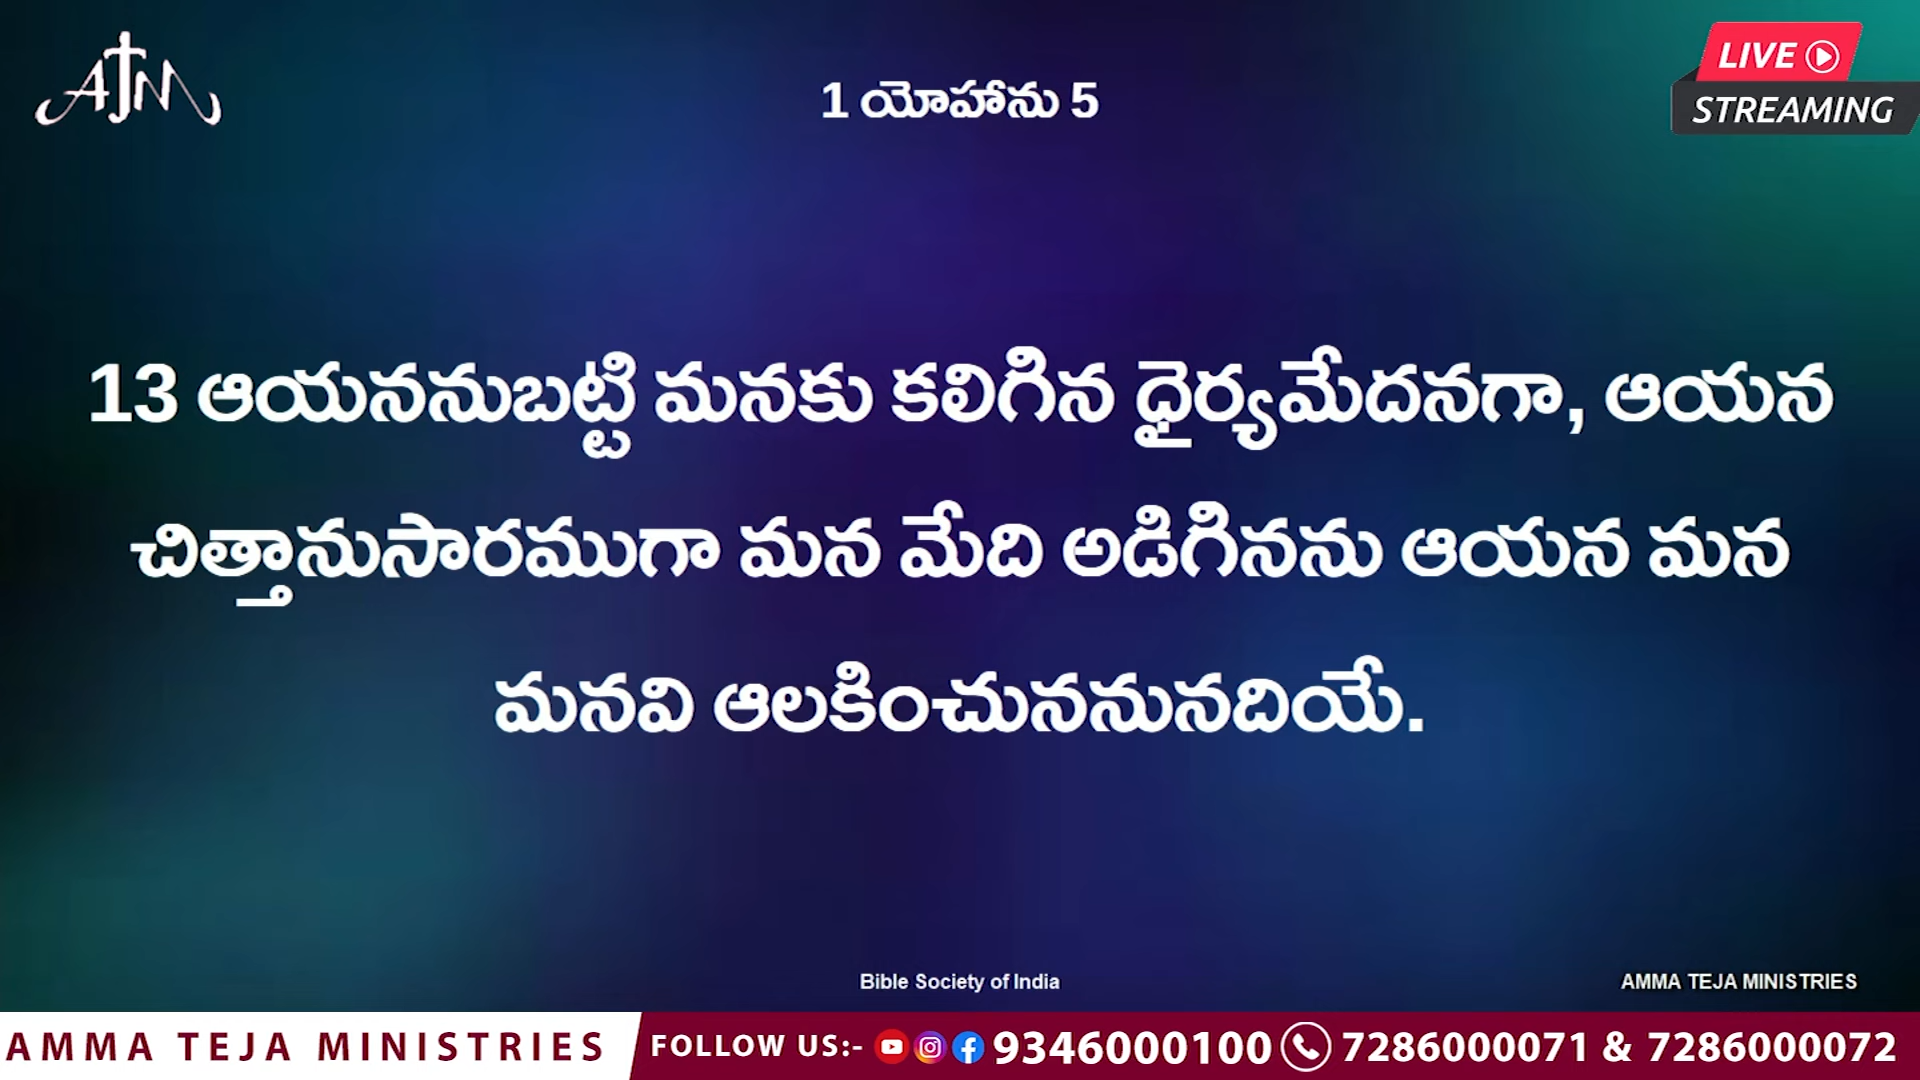 AJM
1 యోహాను 5
LIVE
STREAMING
13 ఆయననుబట్టి మనకు కలిగిన ధైర్యమేదనగా, ఆయన
చిత్తానుసారముగా మన మేది అడిగినను ఆయన మన
మనవి ఆలకించుననునదియే.
Bible Society of India
AMMA TEJA MINISTRIES
AMMA TEJA MINISTRIES
FOLLOW US:- 9346000100 7286000071 & 7286000072